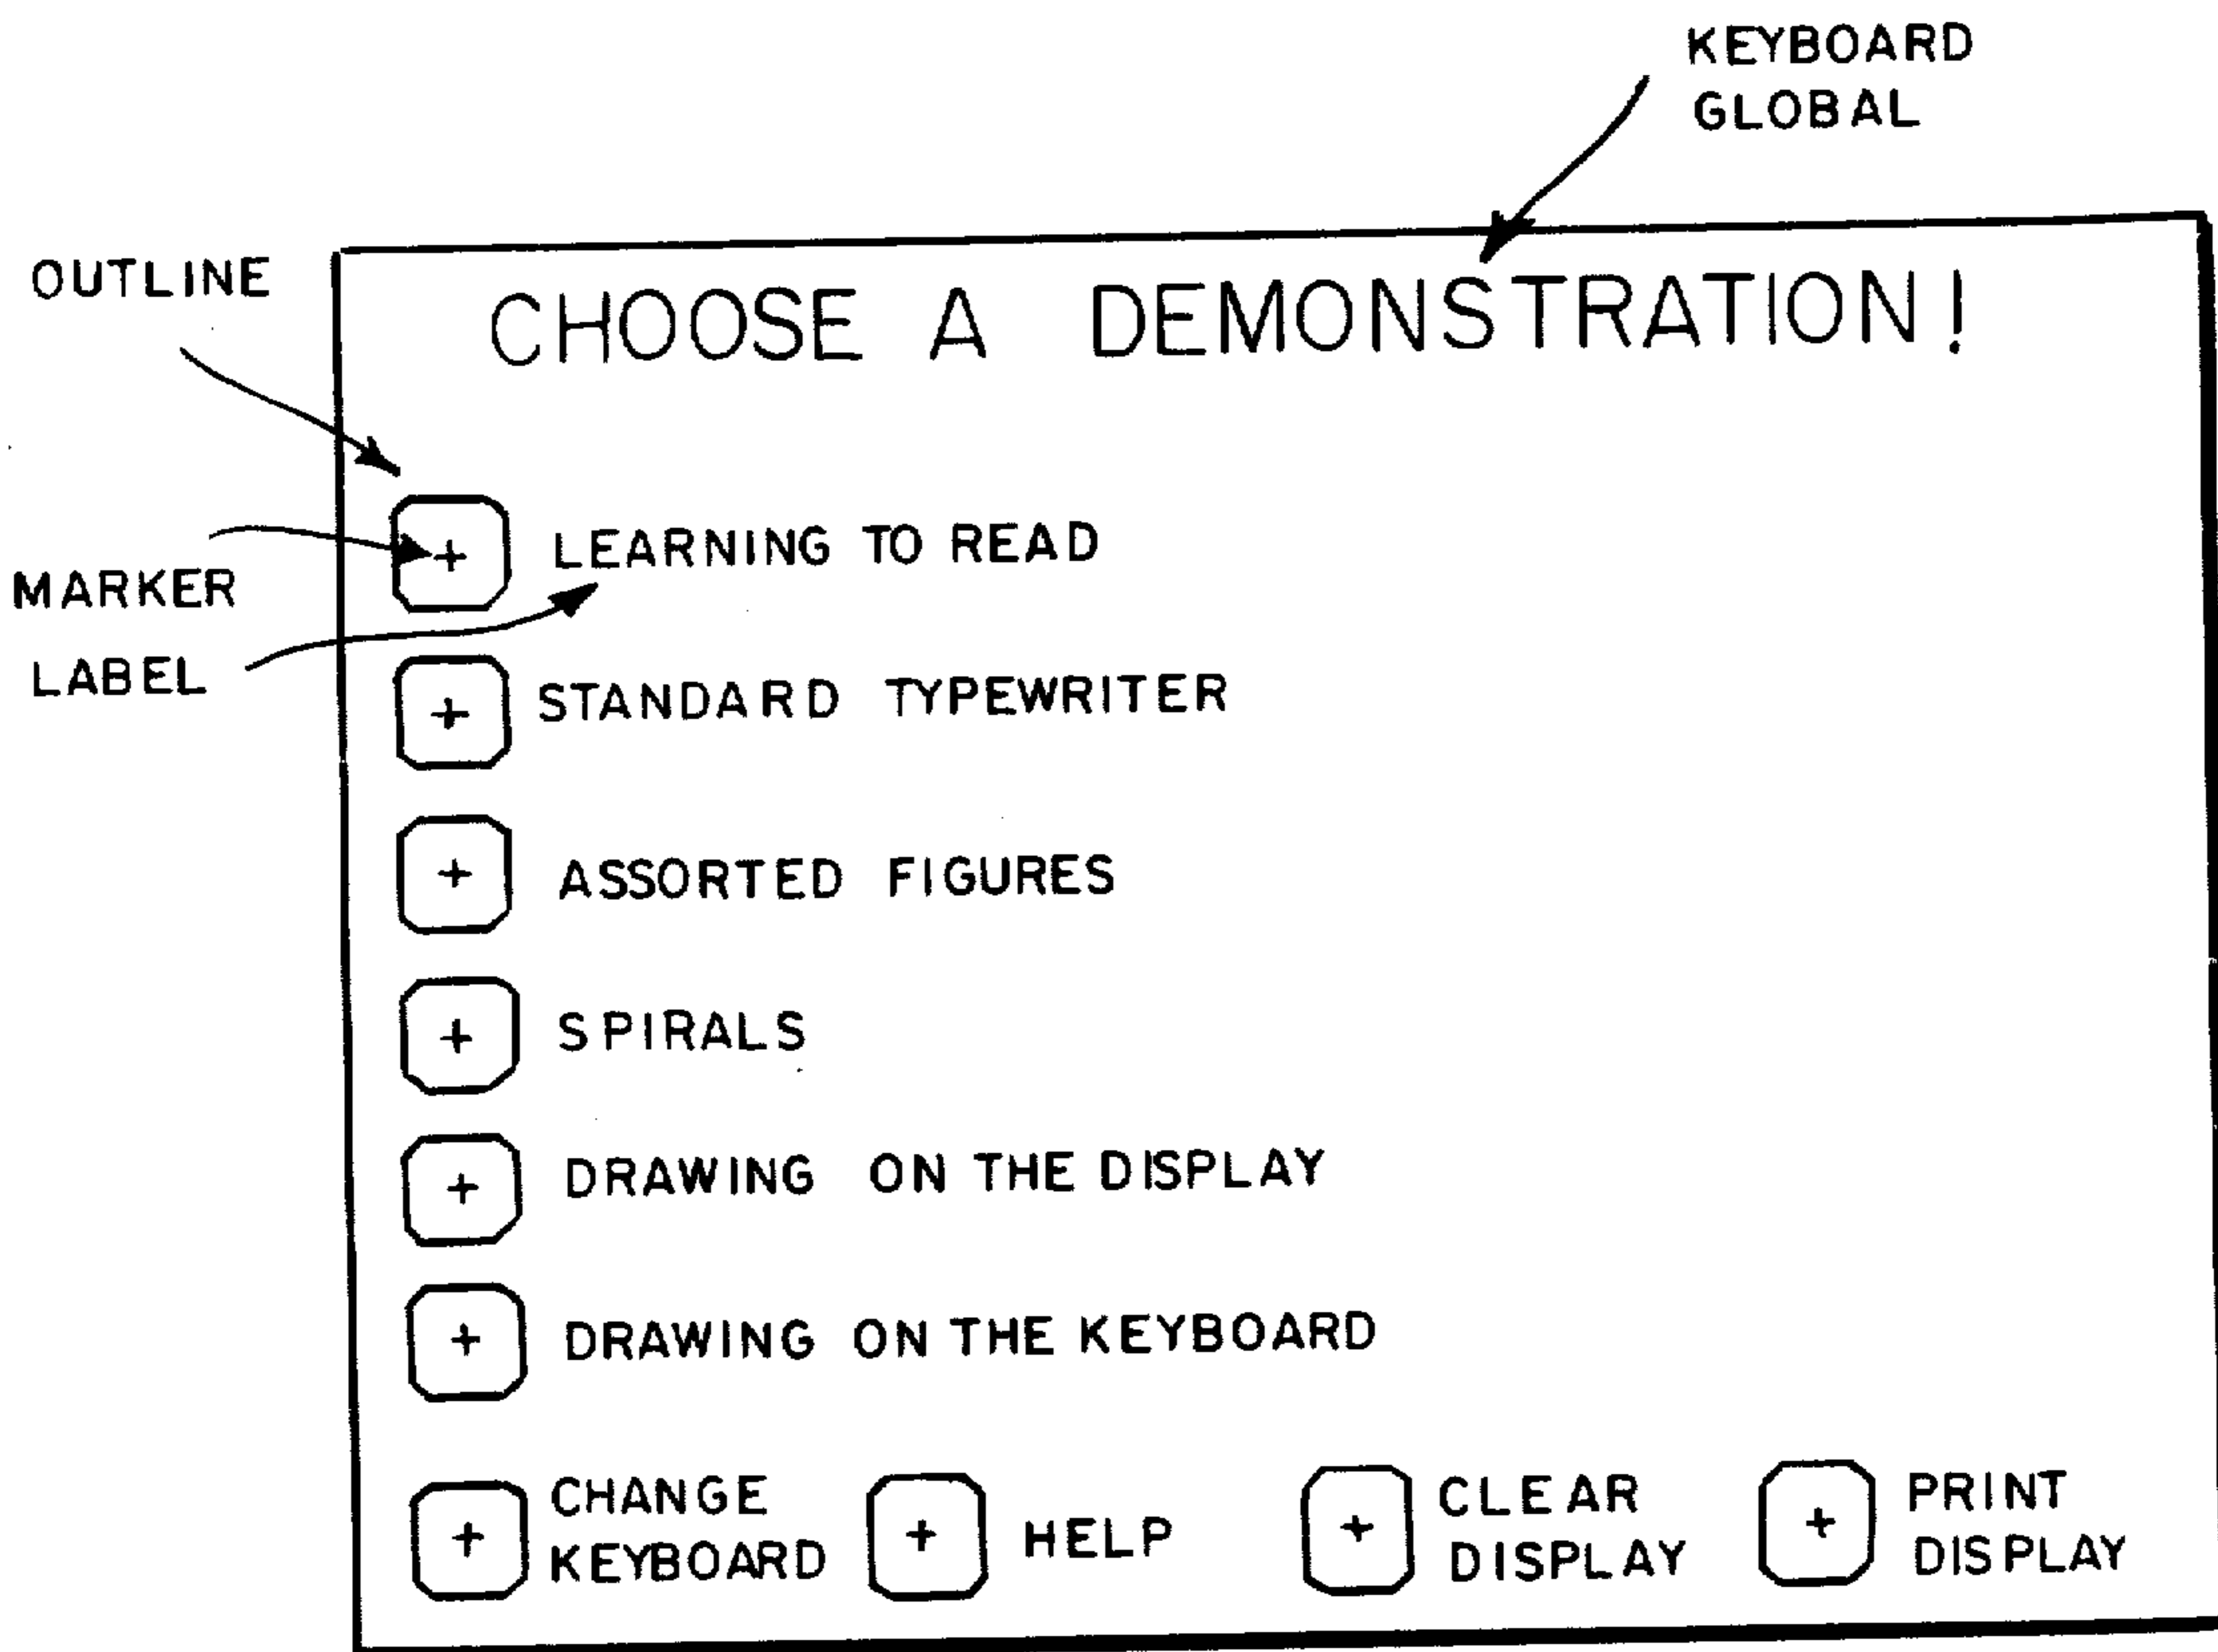 KEYBOARD
GLOBAL
OUTLINE
CHOOSE A DEMONSTRATION!
MARKER
LABEL
+ LEARNING TO READ
+ STANDARD TYPEWRITER
+ ASSORTED FIGURES
+ SPIRALS
+ DRAWING ON THE DISPLAY
+ DRAWING ON THE KEYBOARD
+ CHANGE
KEYBOARD
+ HELP
+ CLEAR
DISPLAY
+ PRINT
DISPLAY